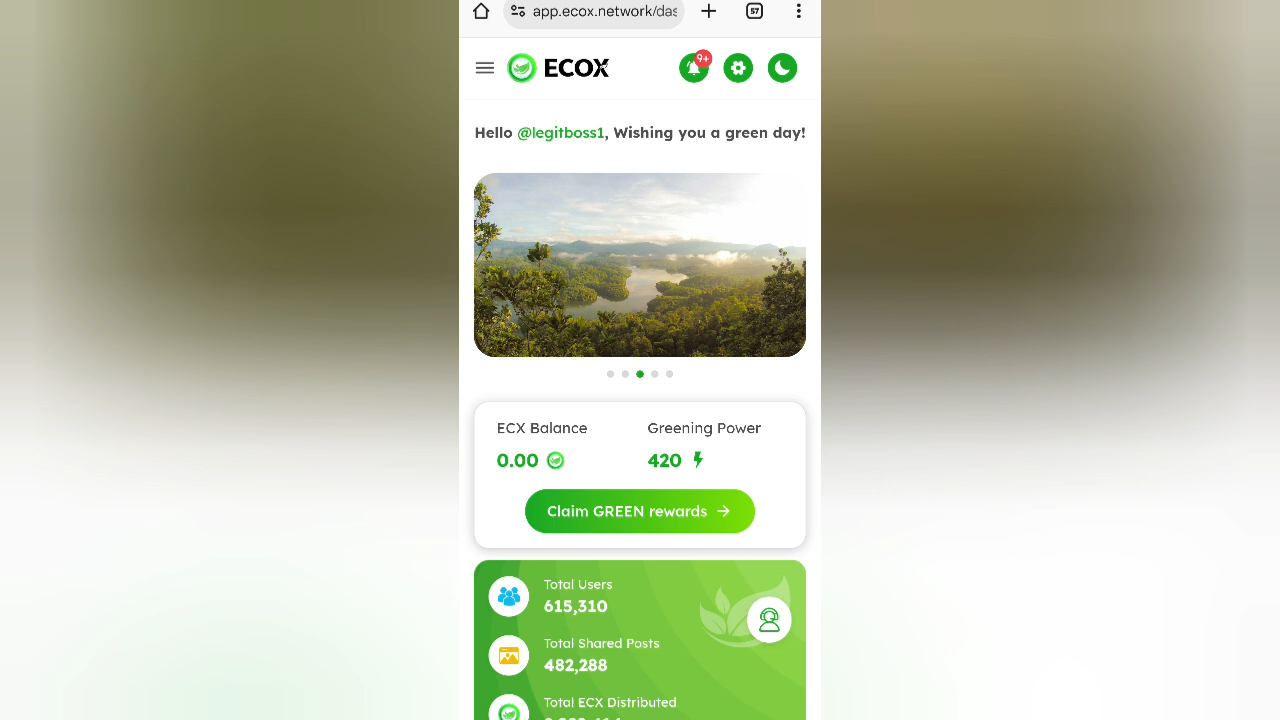 app.ecox.network/das
57
ECOX
9+
Hello @legitboss1, Wishing you a green day!
ECX Balance
Greening Power
0.00
420
Claim GREEN rewards
Total Users
615,310
Total Shared Posts
482,288
Total ECX Distributed